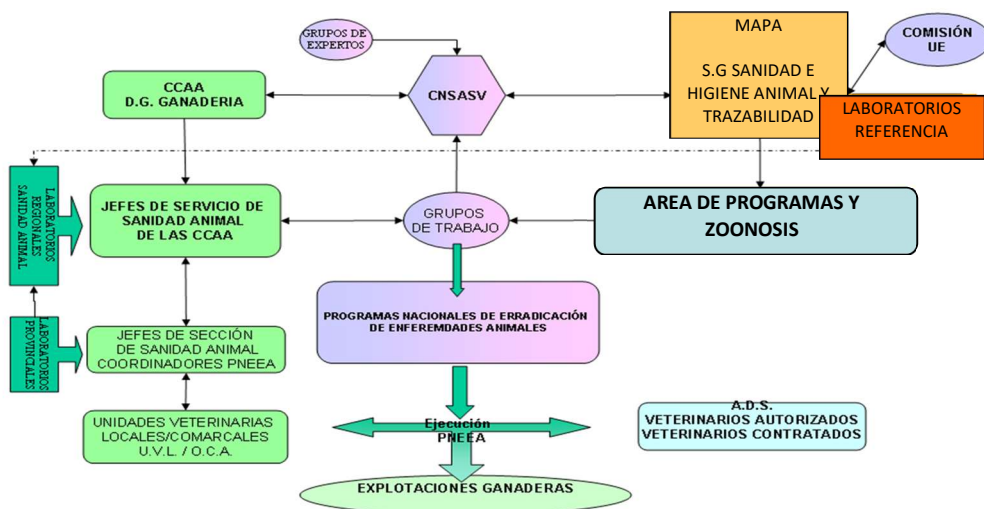 GRUPOS DE
EXPERTOS
MAPA
S.G SANIDAD E
HIGIENE ANIMAL Y
TRAZABILIDAD
COMISIÓN
UE
CCAA
D.G. GANADERIA
CNSASV
LABORATORIOS
REFERENCIA
LABORATORIOS
REGIONALES
SANIDAD ANIMAL
JEFES DE SERVICIO DE
SANIDAD ANIMAL
DE LAS CCAA
GRUPOS
DE TRABAJO
AREA DE PROGRAMAS Y
ZOONOSIS
PROGRAMAS NACIONALES DE ERRADICACIÓN
DE ENFEREMDADES ANIMALES
LABORATORIOS
PROVINCIALES
JEFES DE SECCIÓN
DE SANIDAD ANIMAL
COORDINADORES PNEEA
UNIDADES VETERINARIAS
LOCALES/COMARCALES
U.V.L. / O.C.A.
Ejecución
PNEEA
A.D.S.
VETERINARIOS AUTORIZADOS
VETERINARIOS CONTRATADOS
EXPLOTACIONES GANADERAS